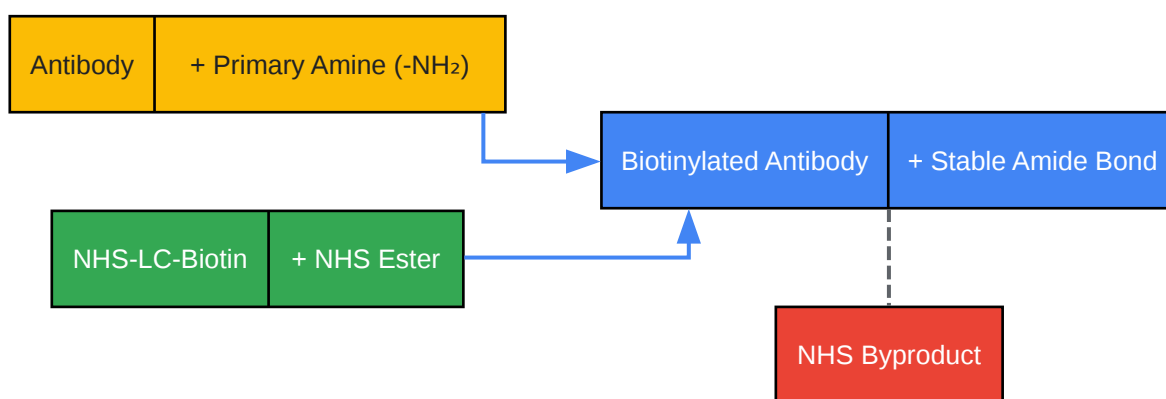 Antibody
+ Primary Amine (-NH₂)
Biotinylated Antibody
+ Stable Amide Bond
NHS-LC-Biotin
+ NHS Ester
NHS Byproduct